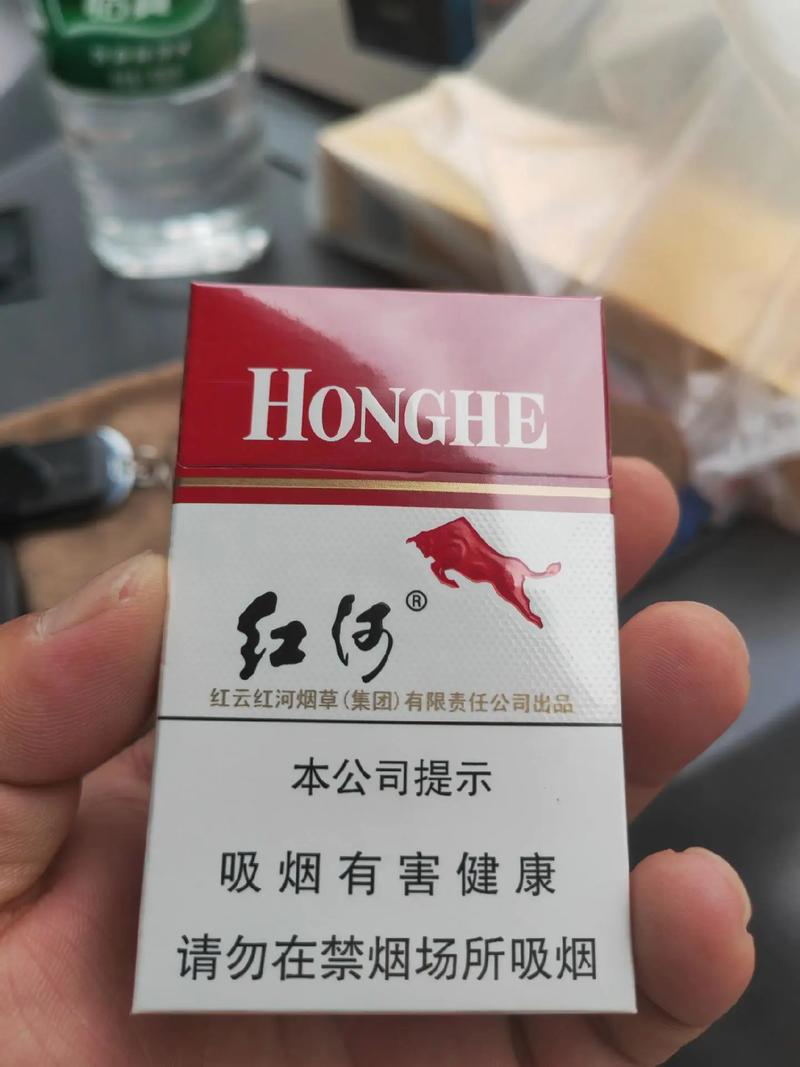 HONGHE
红河®
红云红河烟草(集团)有限责任公司出品
本公司提示
吸烟有害健康
请勿在禁烟场所吸烟